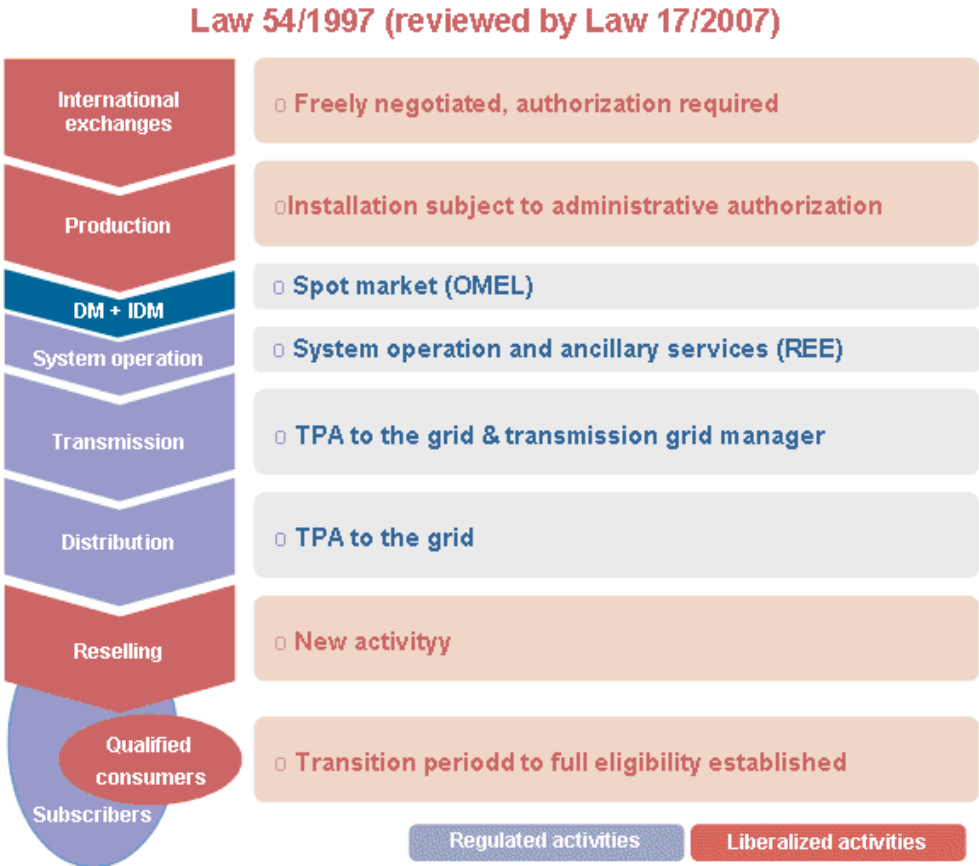 Law 54/1997 (reviewed by Law 17/2007)
International
exchanges
Freely negotiated, authorization required
Production
Installation subject to administrative authorization
DM + IDM
Spot market (OMEL)
System operation
System operation and ancillary services (REE)
Transmission
TPA to the grid & transmission grid manager
Distribution
TPA to the grid
Reselling
New activityy
Qualified
consumers
Transition periodd to full eligibility established
Subscribers
Regulated activities
Liberalized activities